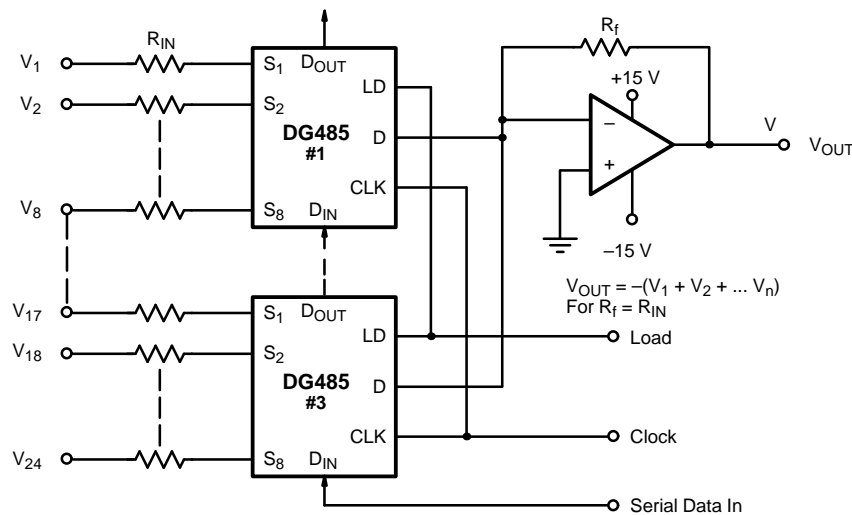 V1
RIN
S1
DOUT
LD
Rf
+15 V
V2
S2
DG485
#1
D
–
+
V
VOUT
CLK
V8
S8
DIN
–15 V
VOUT = –(V1 + V2 + ... Vn)
For Rf = RIN
V17
S1
DOUT
LD
Load
V18
S2
DG485
#3
D
CLK
Clock
V24
S8
DIN
Serial Data In